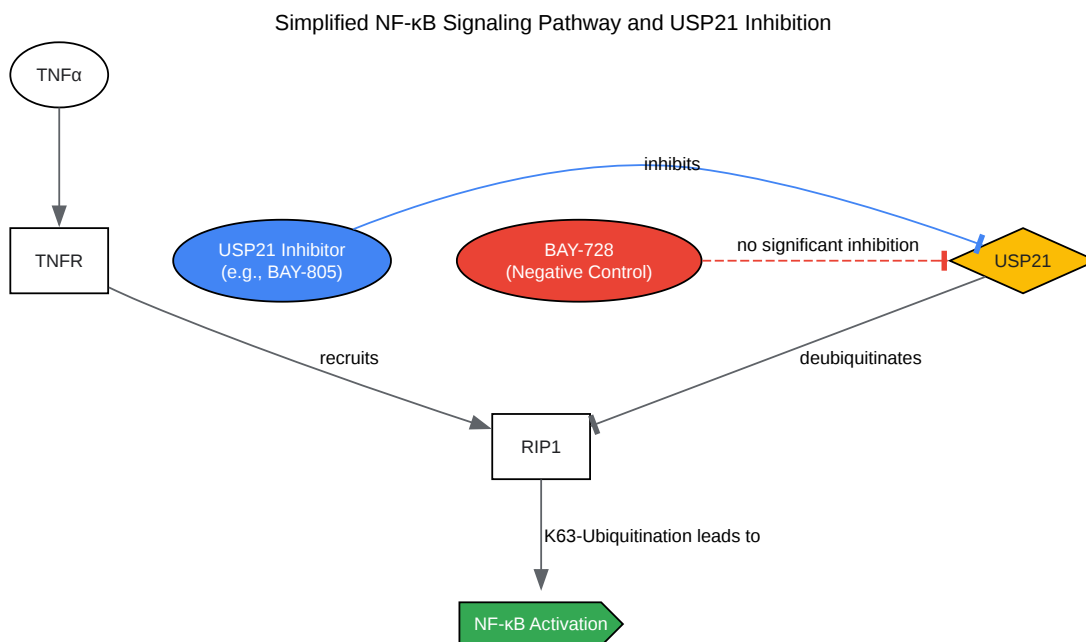 Simplified NF-κB Signaling Pathway and USP21 Inhibition
TNFα
inhibits
TNFR
USP21 Inhibitor
(e.g., BAY-805)
BAY-728
(Negative Control)
no significant inhibition
USP21
recruits
deubiquitinates
RIP1
K63-Ubiquitination leads to
NF-κB Activation